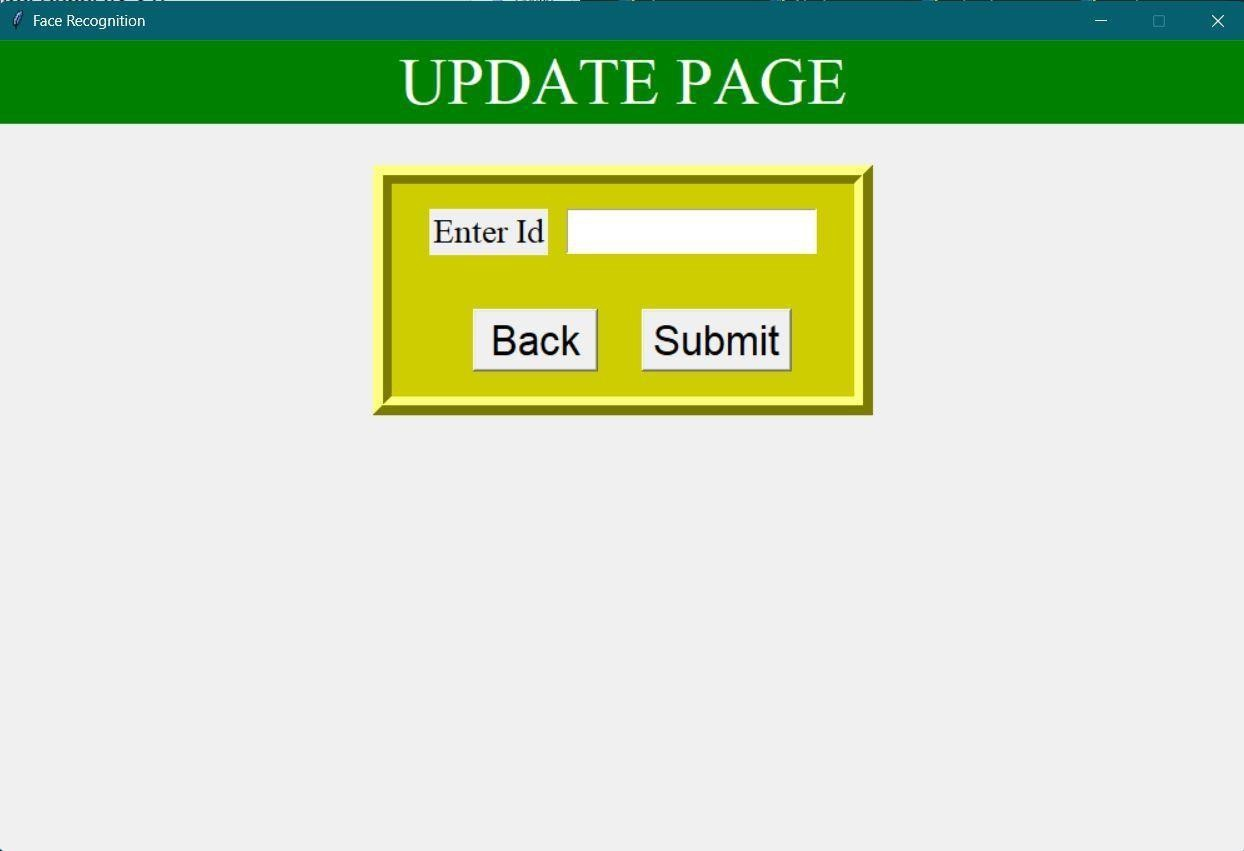 Face Recognition
UPDATE PAGE
Enter Id
Back Submit